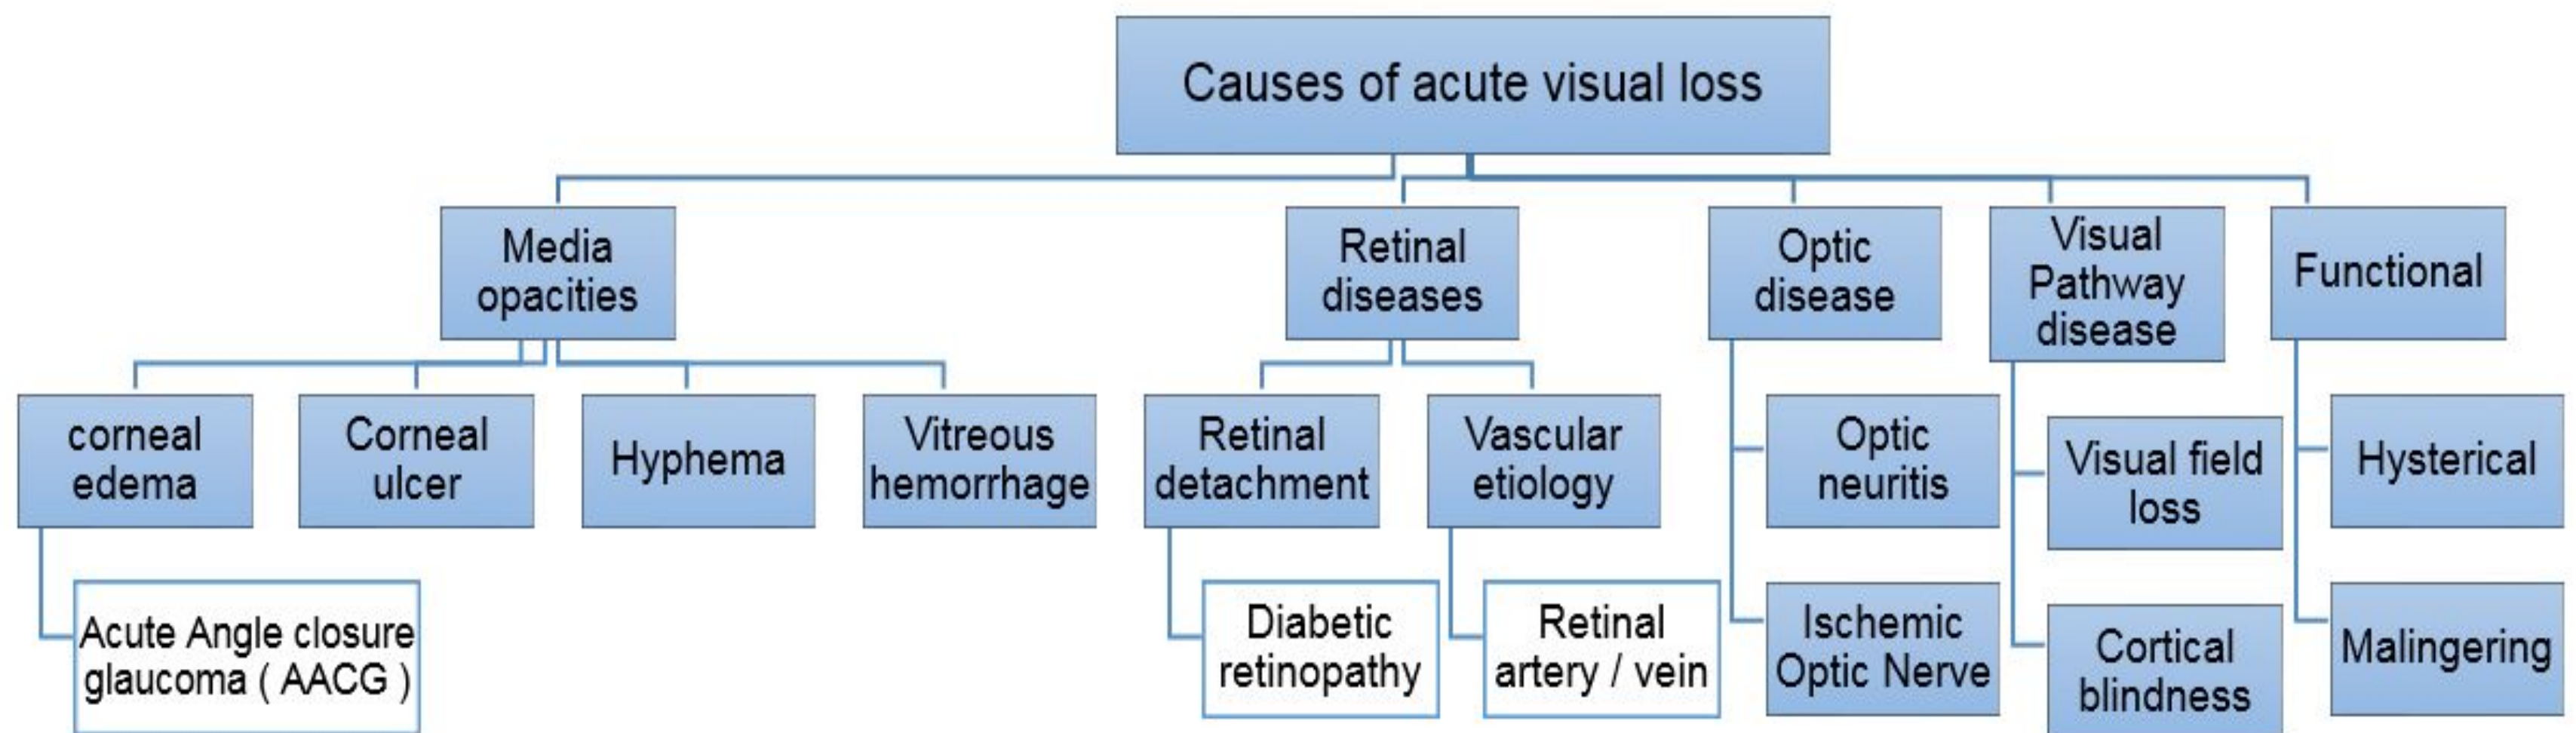 Causes of acute visual loss
Media
opacities
Retinal
diseases
Optic
disease
Visual
Pathway
disease
Functional
corneal
edema
Corneal
ulcer
Hyphema
Vitreous
hemorrhage
Retinal
detachment
Vascular
etiology
Optic
neuritis
Visual field
loss
Hysterical
Acute Angle closure
glaucoma ( AACG )
Diabetic
retinopathy
Retinal
artery / vein
Ischemic
Optic Nerve
Cortical
blindness
Malingering